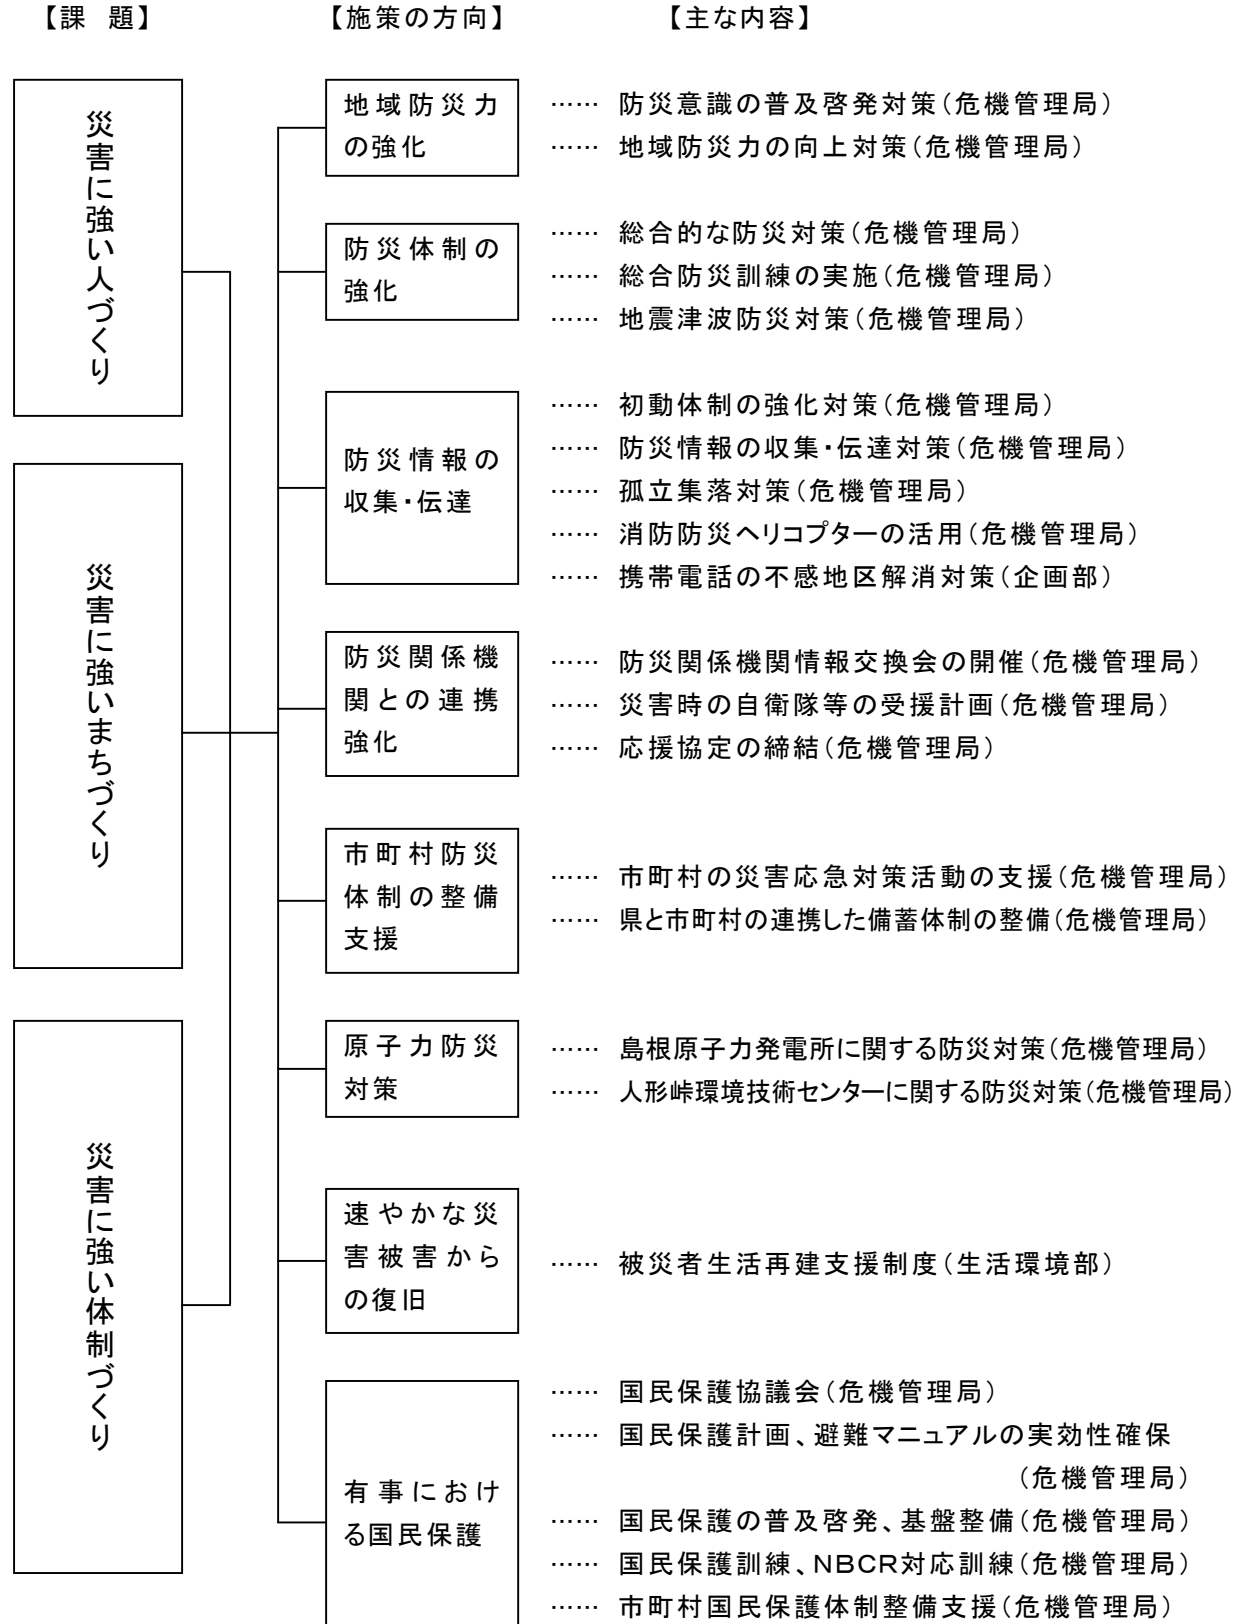 【課　題】　【施策の方向】　【主な内容】
災害に強い人づくり
災害に強いまちづくり
災害に強い体制づくり
地域防災力
の強化
…… 防災意識の普及啓発対策（危機管理局）
…… 地域防災力の向上対策（危機管理局）
防災体制の
強化
…… 総合的な防災対策（危機管理局）
…… 総合防災訓練の実施（危機管理局）
…… 地震津波防災対策（危機管理局）
防災情報の
収集・伝達
…… 初動体制の強化対策（危機管理局）
…… 防災情報の収集・伝達対策（危機管理局）
…… 孤立集落対策（危機管理局）
…… 消防防災ヘリコプターの活用（危機管理局）
…… 携帯電話の不感地区解消対策（企画部）
防災関係機
関との連携
強化
…… 防災関係機関情報交換会の開催（危機管理局）
…… 災害時の自衛隊等の受援計画（危機管理局）
…… 応援協定の締結（危機管理局）
市町村防災
体制の整備
支援
…… 市町村の災害応急対策活動の支援（危機管理局）
…… 県と市町村の連携した備蓄体制の整備（危機管理局）
原子力防災
対策
…… 島根原子力発電所に関する防災対策（危機管理局）
…… 人形峠環境技術センターに関する防災対策（危機管理局）
速やかな災
害被害から
の復旧
…… 被災者生活再建支援制度（生活環境部）
有事におけ
る国民保護
…… 国民保護協議会（危機管理局）
…… 国民保護計画、避難マニュアルの実効性確保
（危機管理局）
…… 国民保護の普及啓発、基盤整備（危機管理局）
…… 国民保護訓練、ＮＢＣＲ対応訓練（危機管理局）
…… 市町村国民保護体制整備支援（危機管理局）